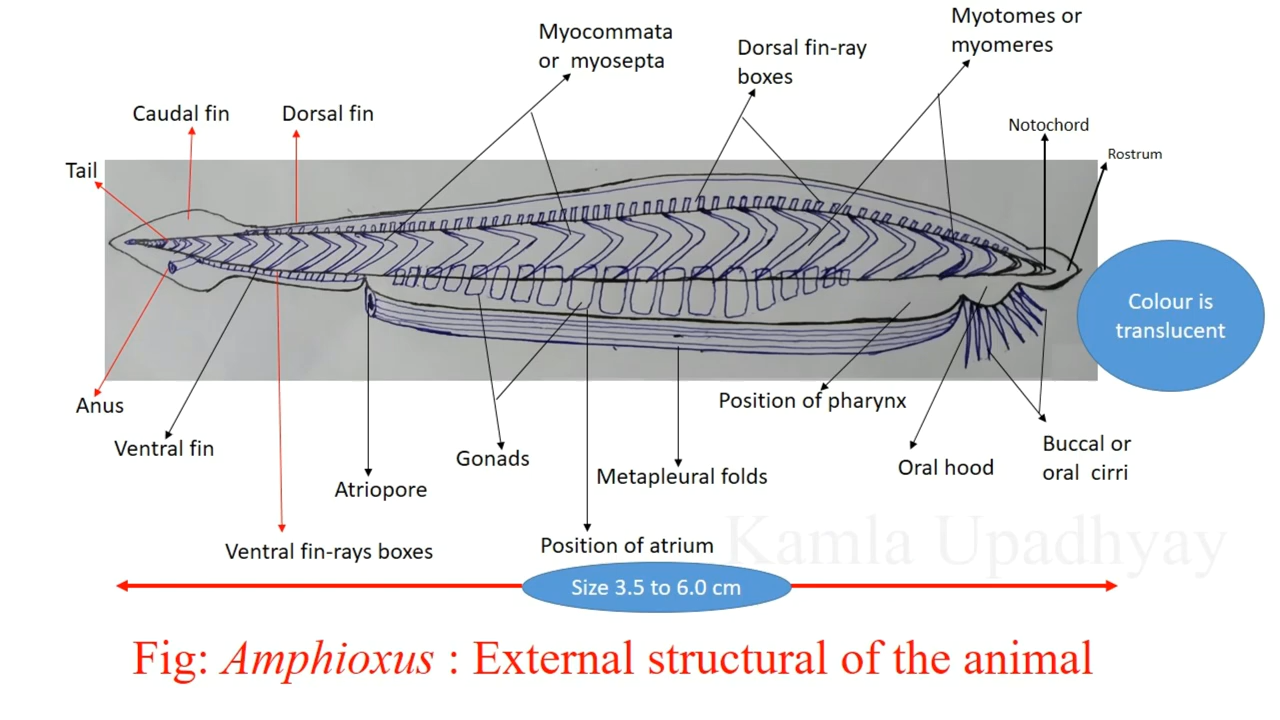 Myotomes or
myomeres
Myocommata
or myosepta
Dorsal fin-ray
boxes
Caudal fin
Dorsal fin
Notochord
Rostrum
Tail
Colour is
translucent
Anus
Position of pharynx
Ventral fin
Gonads
Buccal or
oral cirri
Oral hood
Metapleural folds
Atriopore
Ventral fin-rays boxes
Position of atrium
Kamla Upadhyay
Size 3.5 to 6.0 cm
Fig: Amphioxus : External structural of the animal